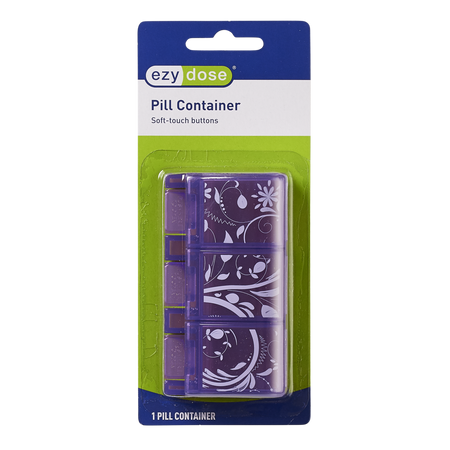 ezy dose®
Pill Container
Soft-touch buttons
1 PILL CONTAINER